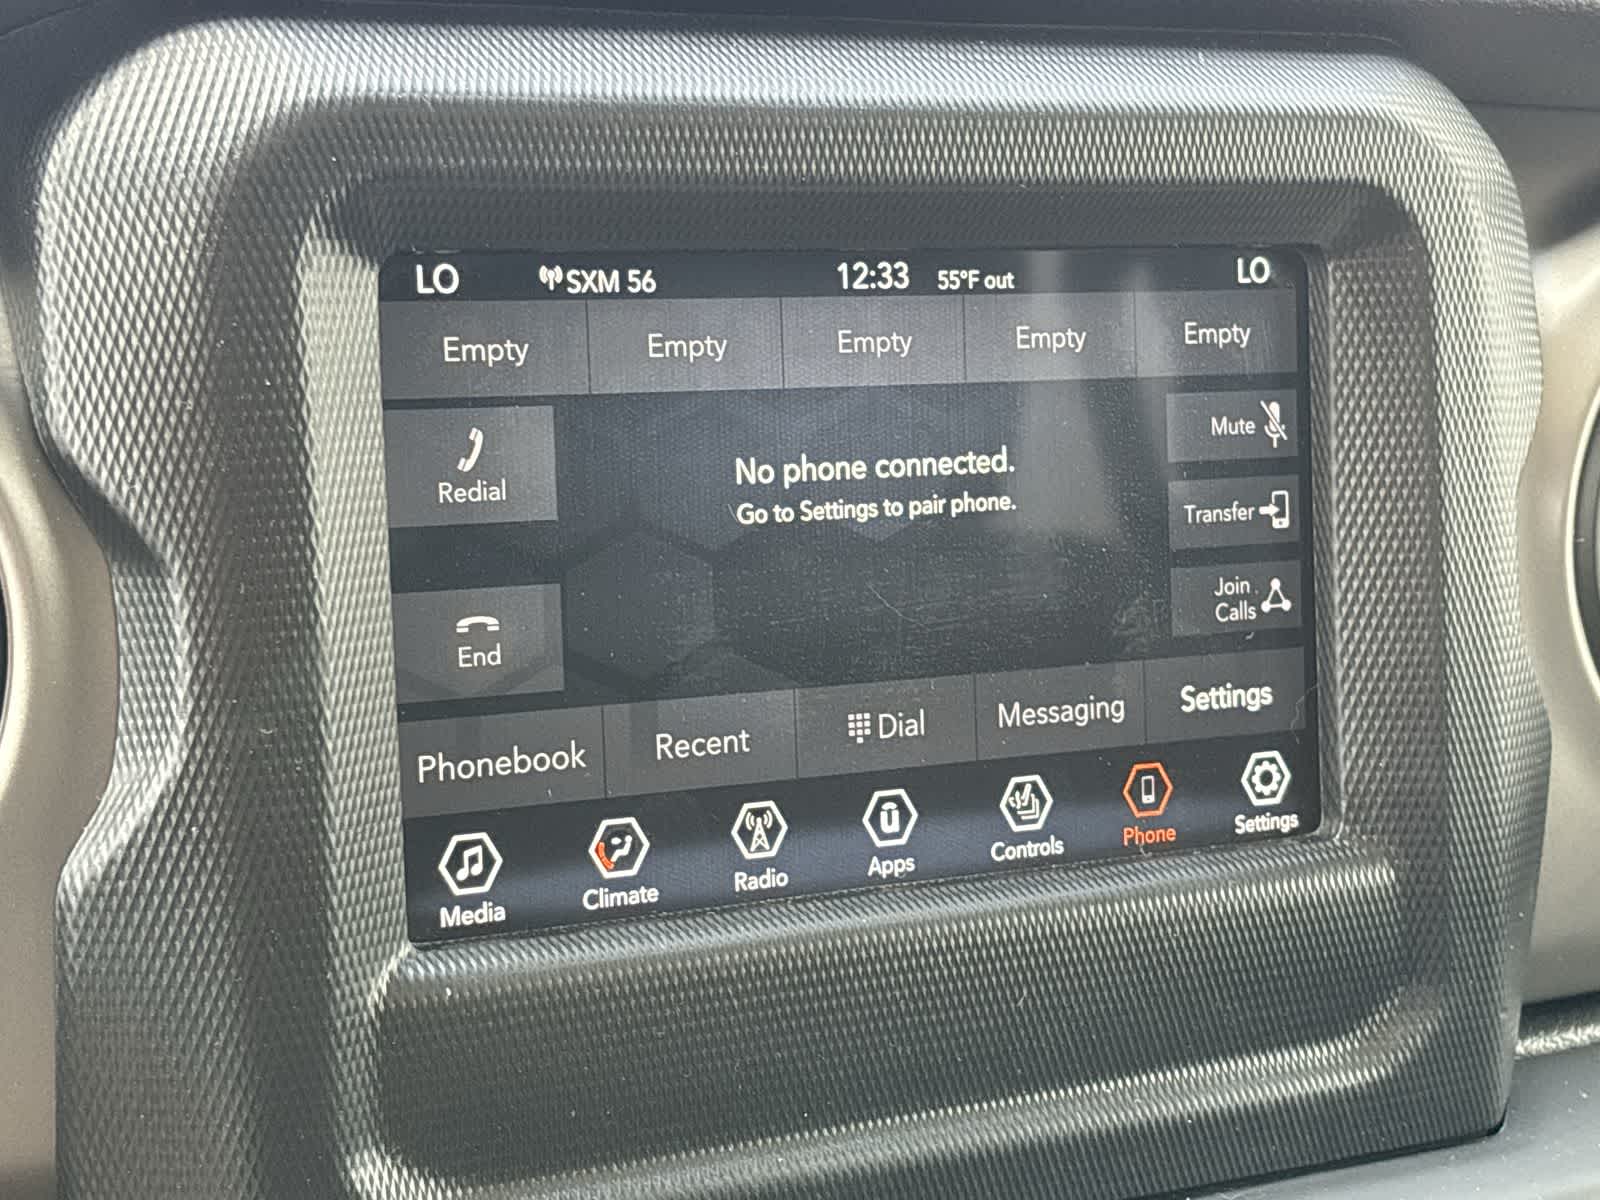 LO SXM 56 12:33 55°F out LO
Empty Empty Empty Empty Empty
Redial
No phone connected.
Go to Settings to pair phone.
Mute
Transfer
Join
Calls
End
Phonebook Recent Dial Messaging Settings
Media Climate Radio Apps Controls Phone Settings